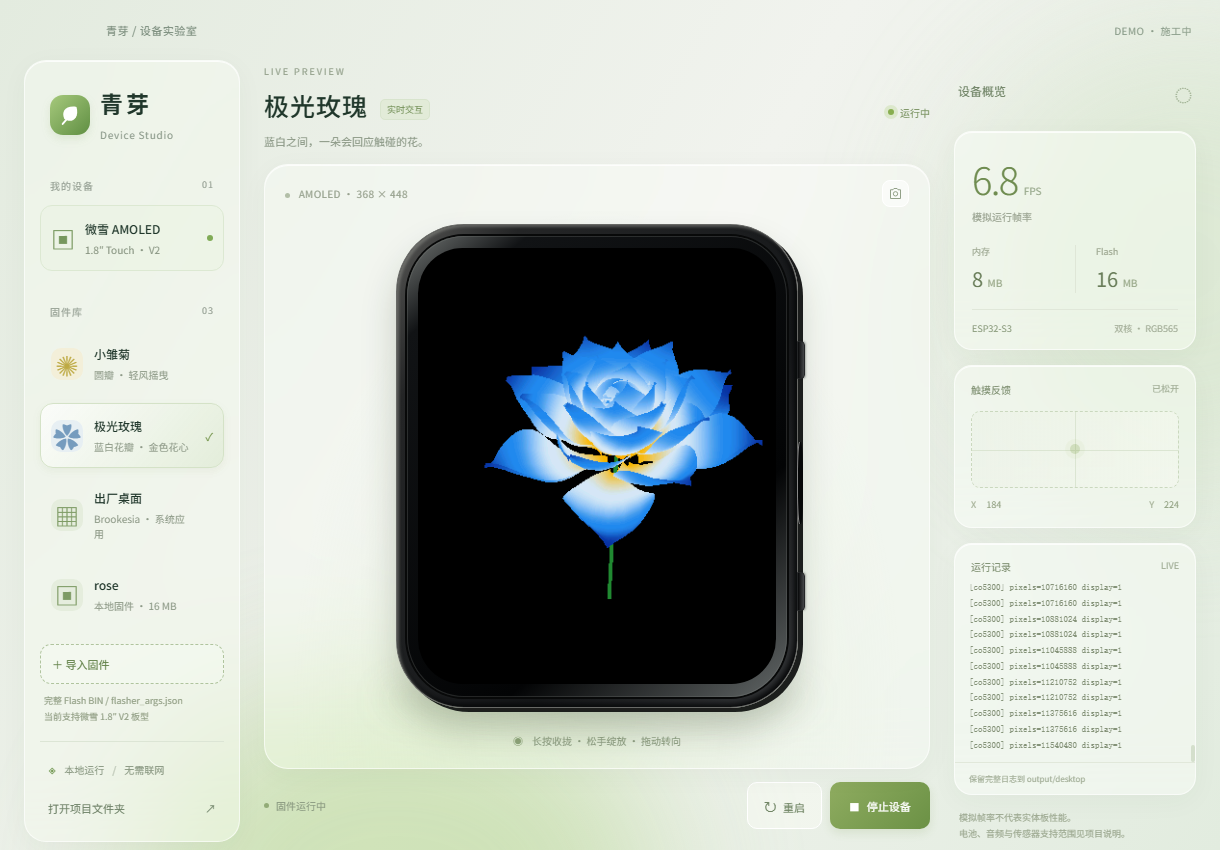 青芽 / 设备实验室
DEMO · 施工中
青芽
Device Studio
我的设备 01
微雪 AMOLED
1.8" Touch · V2
固件库 03
小雏菊
圆瓣 · 轻风摇曳
极光玫瑰
蓝白花瓣 · 金色花心
✓
出厂桌面
Brookesia · 系统应
用
rose
本地固件 · 16 MB
+ 导入固件
完整 Flash BIN / flasher_args.json
当前支持微雪 1.8" V2 板型
本地运行 / 无需联网
打开项目文件夹 ↗
LIVE PREVIEW
极光玫瑰 实时交互
运行中
蓝白之间，一朵会回应触碰的花。
AMOLED · 368 × 448
长按收拢 · 松手绽放 · 拖动转向
固件运行中
↻ 重启
停止设备
设备概览
6.8 FPS
模拟运行帧率
内存 Flash
8 MB 16 MB
ESP32-S3 双核 · RGB565
触摸反馈 已松开
X 184 Y 224
运行记录 LIVE
[co5300] pixels=10716160 display=1
[co5300] pixels=10716160 display=1
[co5300] pixels=10881024 display=1
[co5300] pixels=10881024 display=1
[co5300] pixels=11045888 display=1
[co5300] pixels=11045888 display=1
[co5300] pixels=11210752 display=1
[co5300] pixels=11210752 display=1
[co5300] pixels=11375616 display=1
[co5300] pixels=11375616 display=1
[co5300] pixels=11540480 display=1
保留完整日志到 output/desktop
模拟帧率不代表实体板性能。
电池、音频与传感器支持范围见项目说明。